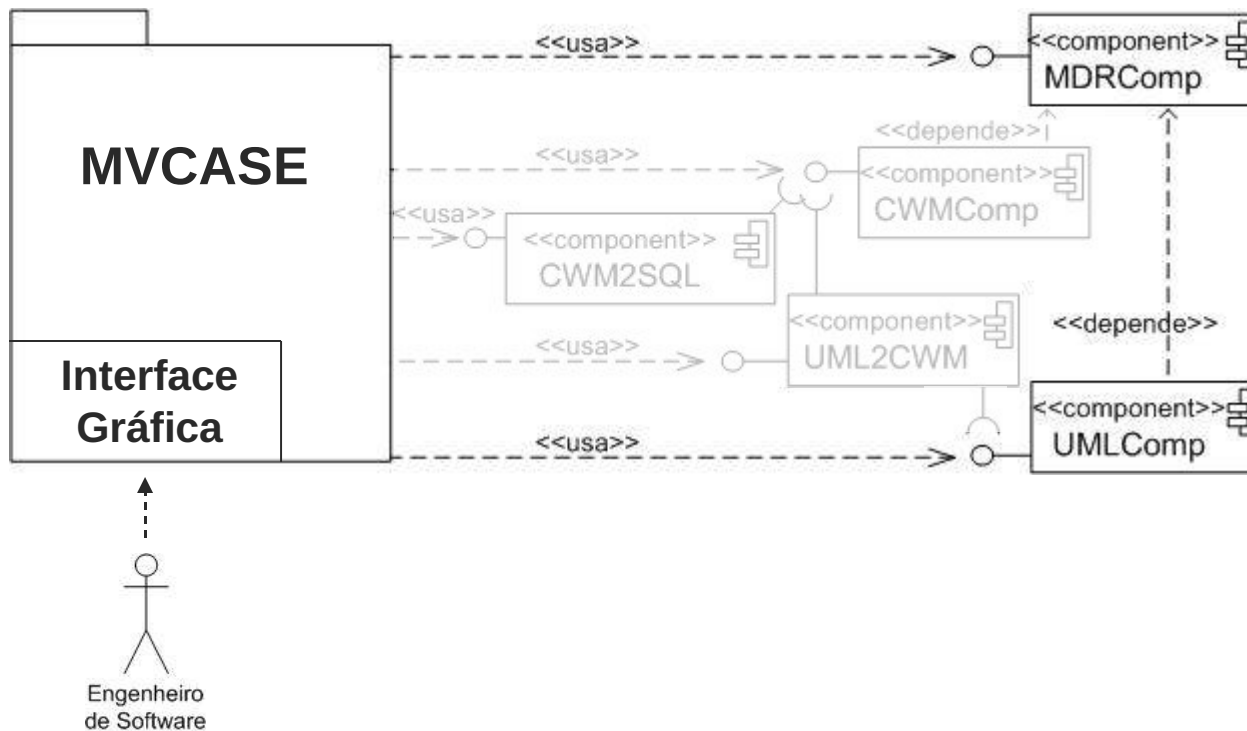 <<usa>>
<<component>>
MDRComp
MVCASE
<<depende>>
<<usa>>
<<component>>
CWMComp
<<usa>>
<<component>>
CWM2SQL
<<component>>
UML2CWM
<<usa>>
<<depende>>
Interface
Gráfica
<<component>>
UMLComp
<<usa>>
Engenheiro
de Software